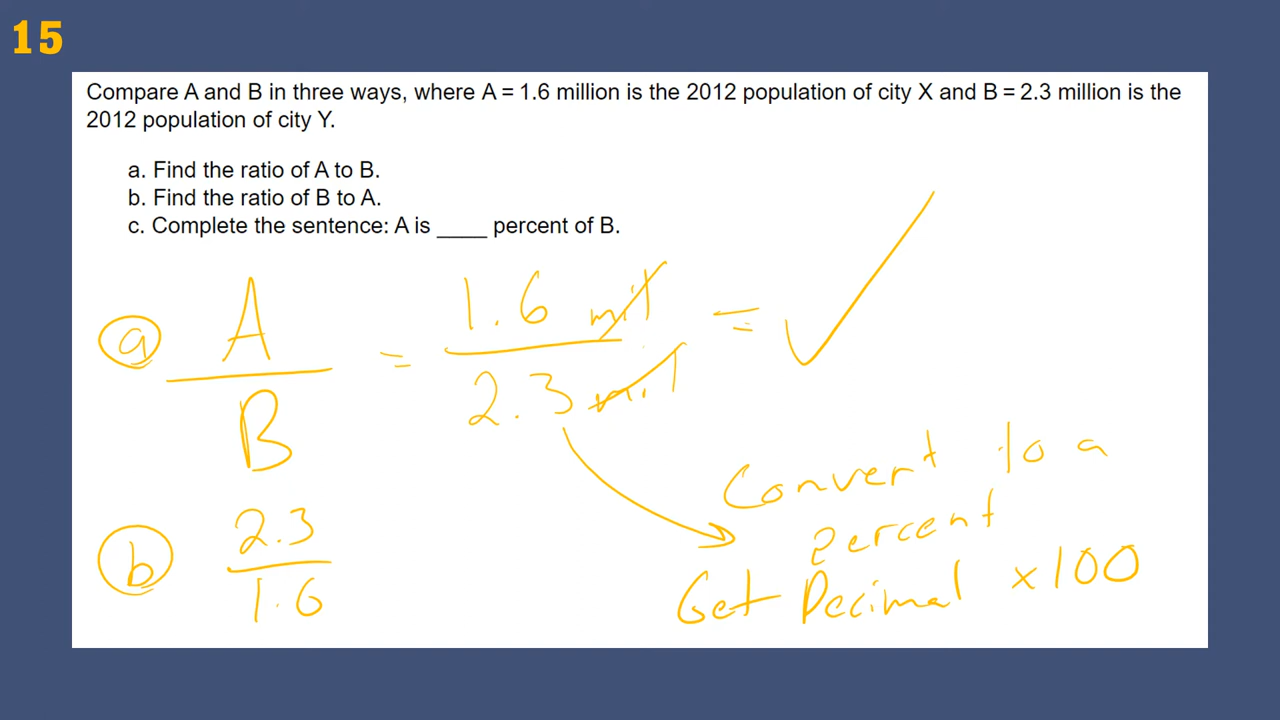 15
Compare A and B in three ways, where A = 1.6 million is the 2012 population of city X and B = 2.3 million is the
2012 population of city Y.
a. Find the ratio of A to B.
b. Find the ratio of B to A.
c. Complete the sentence: A is ____ percent of B.
a A/B = 1.6 mil/2.3 mil = ✓
b 2.3/1.6
Convert to a
percent
Get Decimal x100